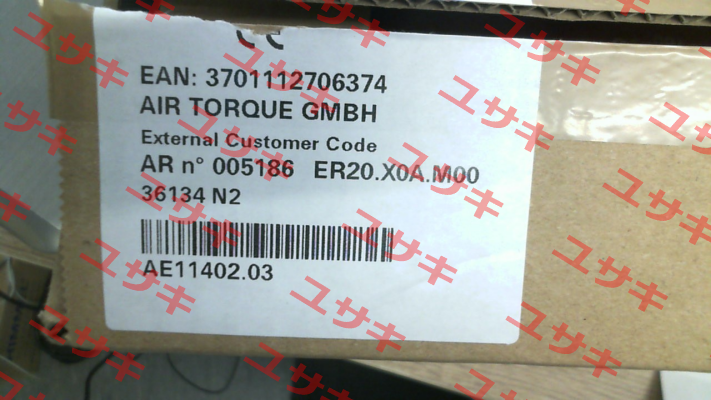 CE
EAN: 3701112706374
AIR TORQUE GMBH
External Customer Code
AR n° 005186 ER20.X0A.M00
36134 N2
AE11402.03
ユサキ